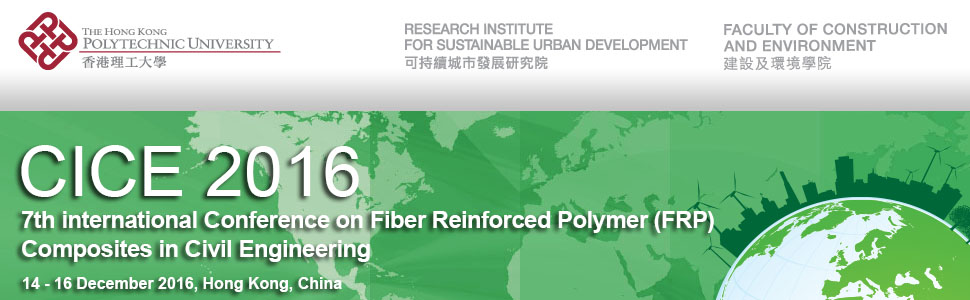 THE HONG KONG
POLYTECHNIC UNIVERSITY
香港理工大學
RESEARCH INSTITUTE
FOR SUSTAINABLE URBAN DEVELOPMENT
可持續城市發展研究院
FACULTY OF CONSTRUCTION
AND ENVIRONMENT
建設及環境學院
CICE 2016
7th international Conference on Fiber Reinforced Polymer (FRP)
Composites in Civil Engineering
14 - 16 December 2016, Hong Kong, China